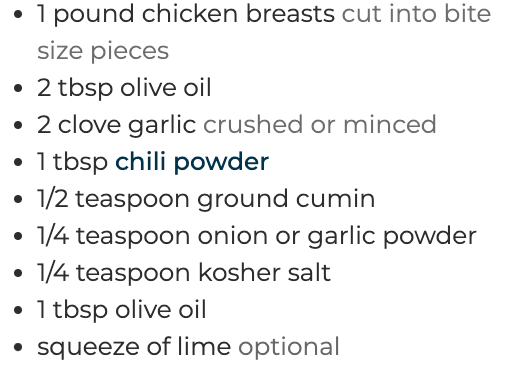 • 1 pound chicken breasts cut into bite
size pieces
• 2 tbsp olive oil
• 2 clove garlic crushed or minced
• 1 tbsp chili powder
• 1/2 teaspoon ground cumin
• 1/4 teaspoon onion or garlic powder
• 1/4 teaspoon kosher salt
• 1 tbsp olive oil
• squeeze of lime optional